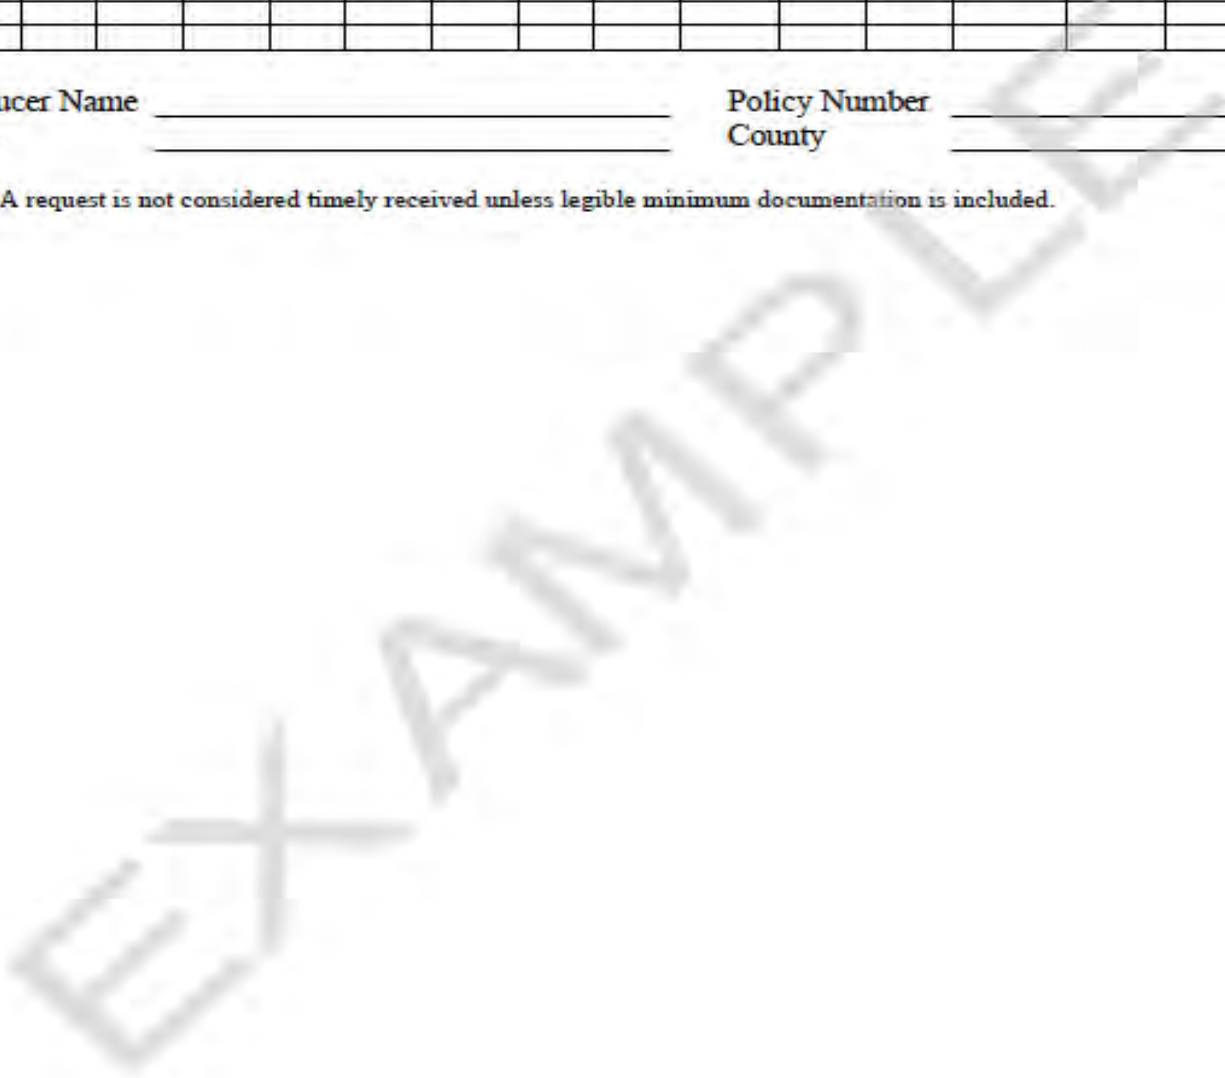 ucer Name Policy Number
County
A request is not considered timely received unless legible minimum documentation is included.
EXAMPLE